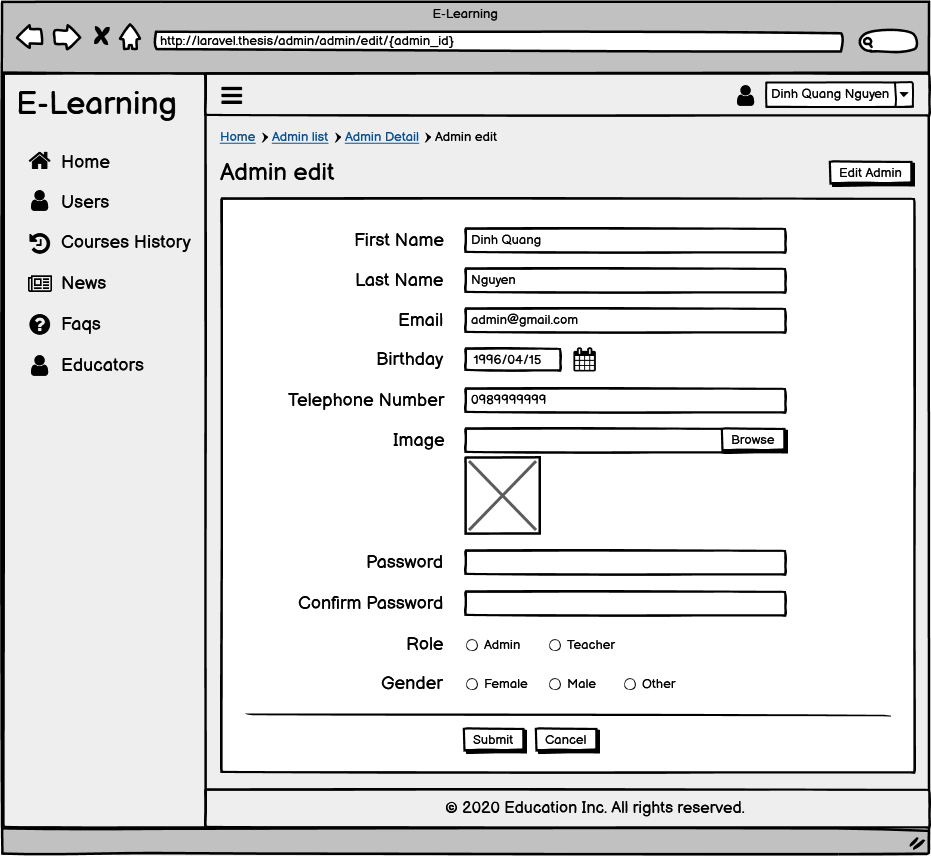 E-Learning
http://laravel.thesis/admin/admin/edit/{admin_id}
E-Learning
Dinh Quang Nguyen
Home
Users
Courses History
News
Faqs
Educators
Home Admin list Admin Detail Admin edit
Admin edit
Edit Admin
First Name Dinh Quang
Last Name Nguyen
Email admin@gmail.com
Birthday 1996/04/15
Telephone Number 0989999999
Image Browse
Password
Confirm Password
Role Admin Teacher
Gender Female Male Other
Submit Cancel
© 2020 Education Inc. All rights reserved.